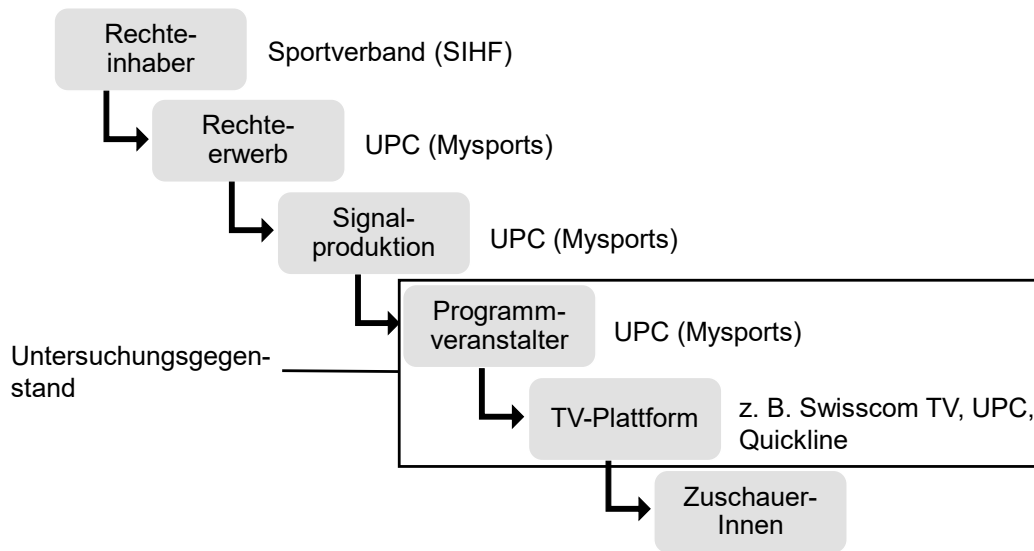 Rechte-
inhaber
Sportverband (SIHF)
Rechte-
erwerb
UPC (Mysports)
Signal-
produktion
UPC (Mysports)
Programm-
veranstalter
UPC (Mysports)
Untersuchungsgegen-
stand
TV-Plattform
z. B. Swisscom TV, UPC,
Quickline
Zuschauer-
Innen